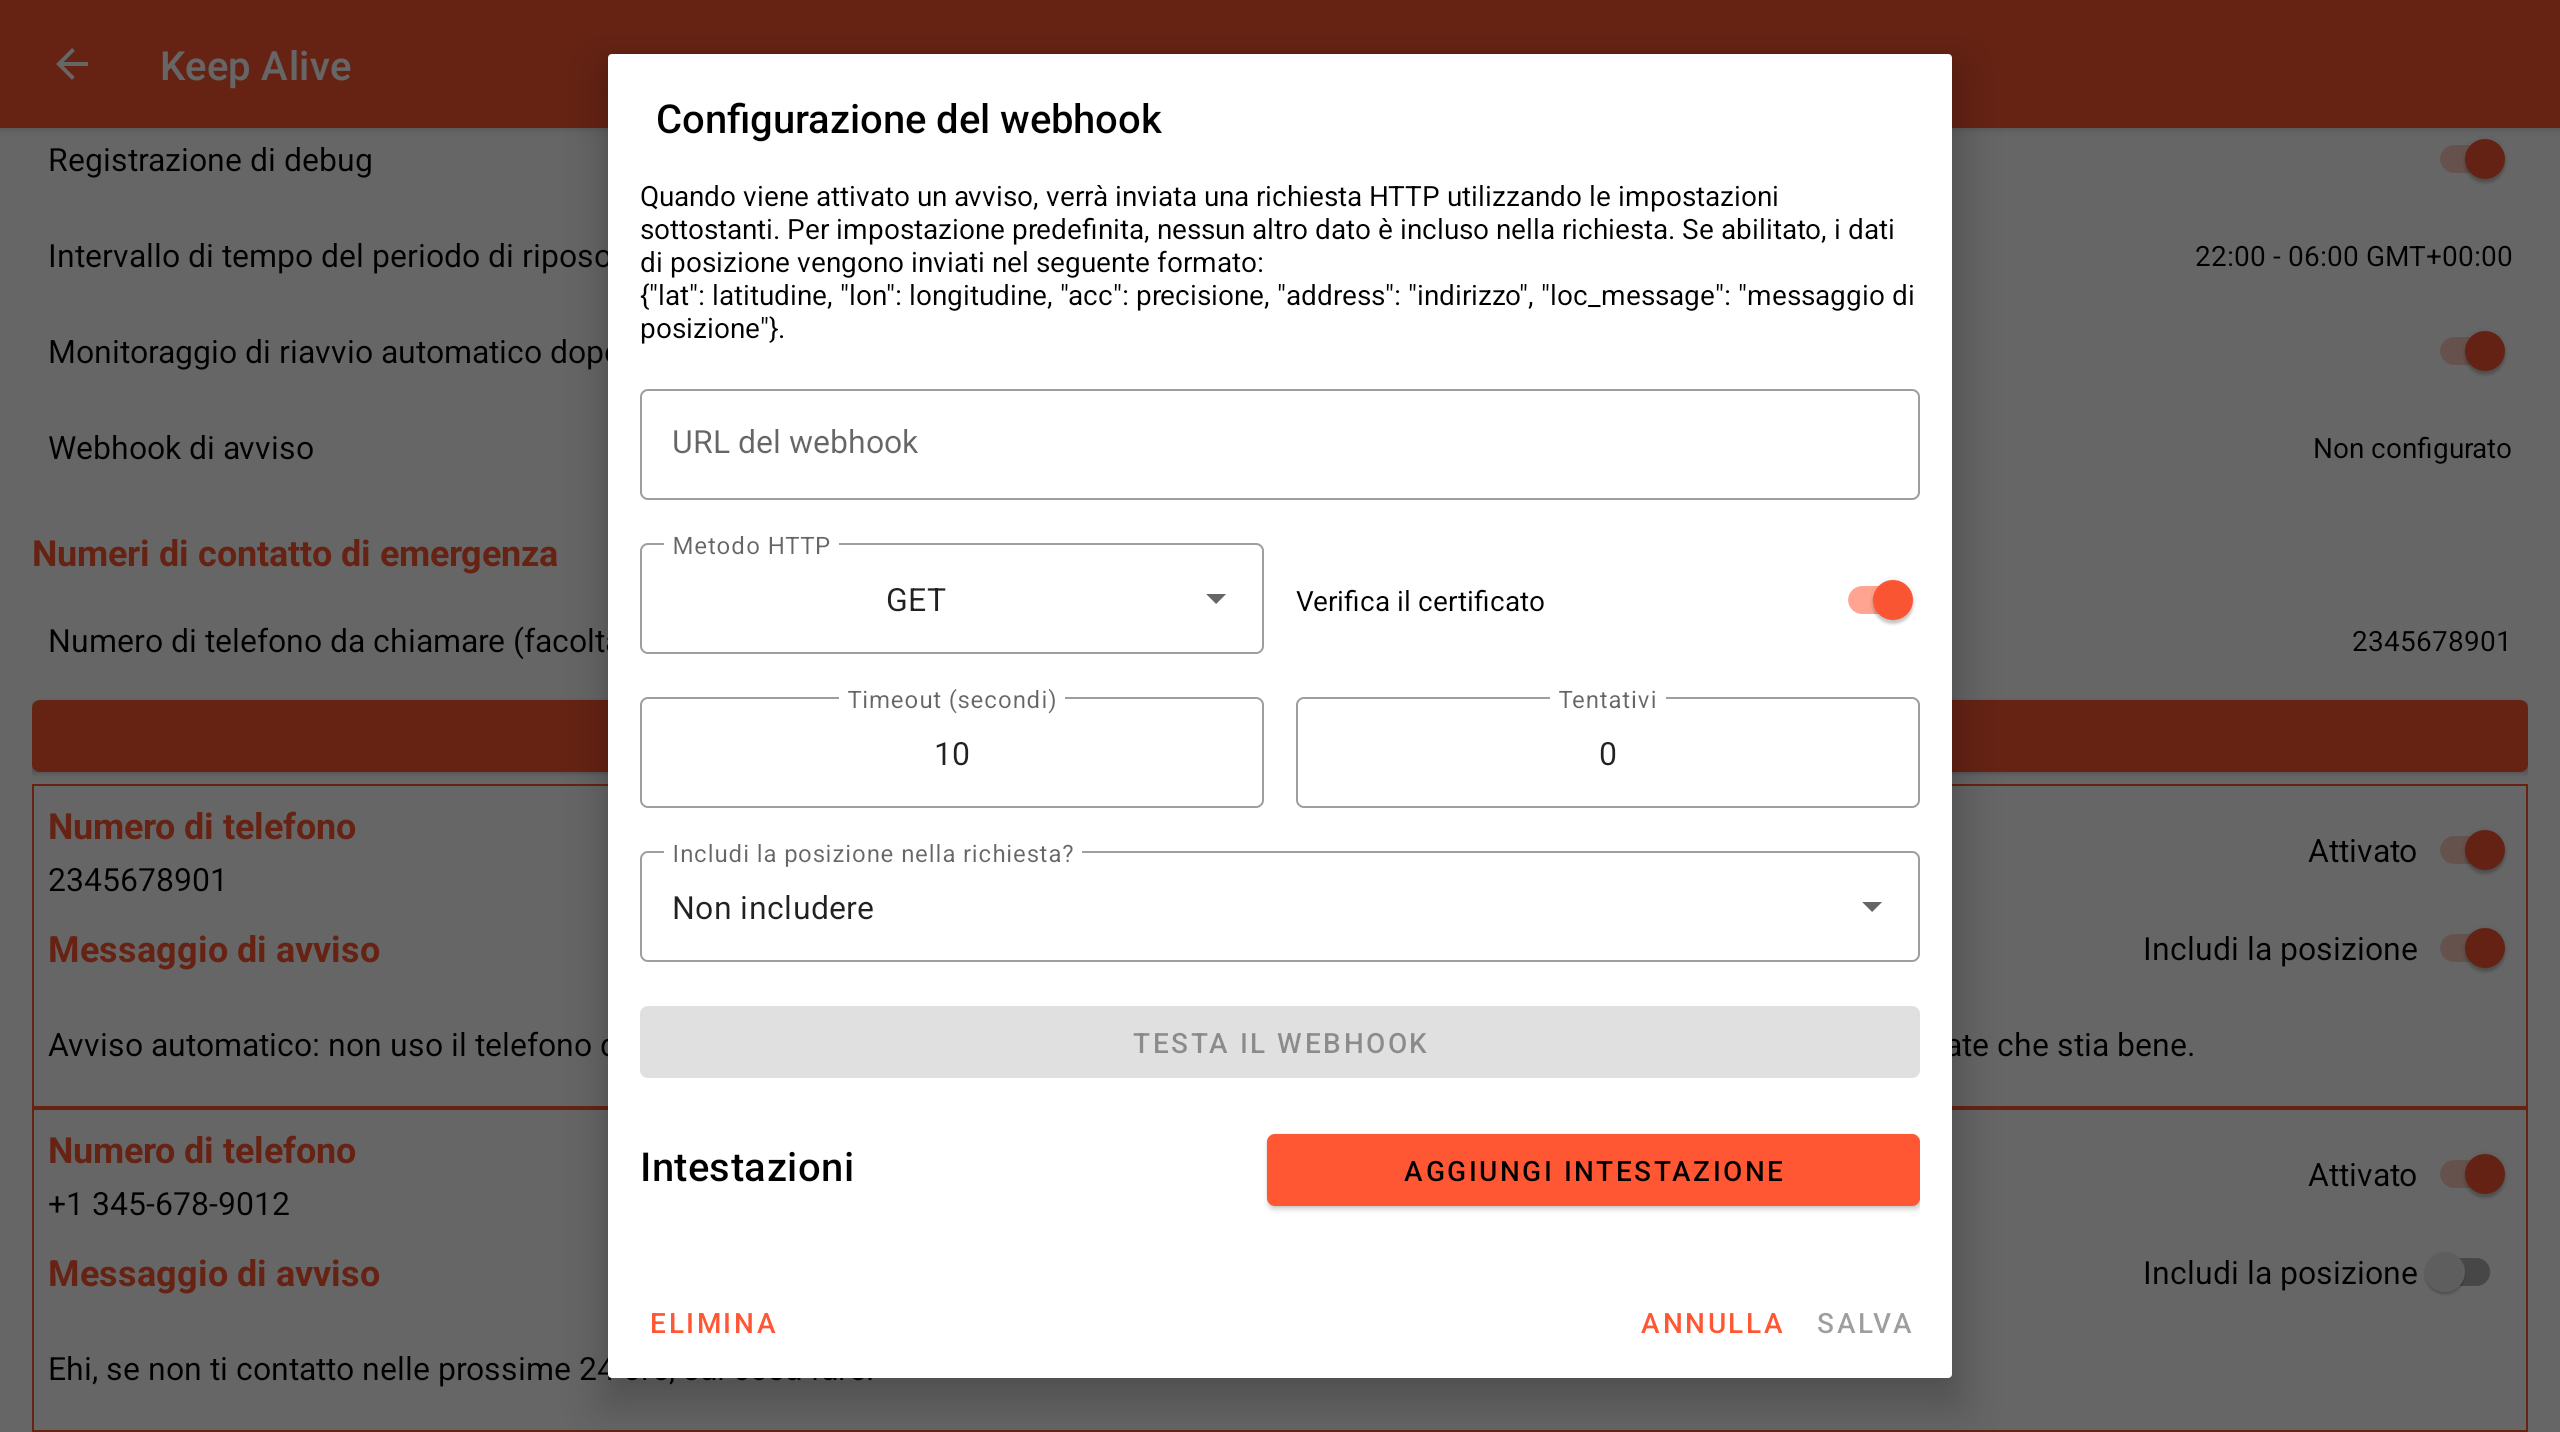 Keep Alive
Registrazione di debug
Intervallo di tempo del periodo di riposo
22:00 - 06:00 GMT+00:00
Monitoraggio di riavvio automatico
Webhook di avviso
Non configurato
Numeri di contatto di emergenza
Numero di telefono da chiamare
2345678901
Numero di telefono
2345678901
Attivato
Messaggio di avviso
Includi la posizione
Avviso automatico: non uso il telefono
che stia bene.
Numero di telefono
+1 345-678-9012
Attivato
Messaggio di avviso
Includi la posizione
Ehi, se non ti contatto nelle prossime 24
Configurazione del webhook
Quando viene attivato un avviso, verrà inviata una richiesta HTTP utilizzando le impostazioni
sottostanti. Per impostazione predefinita, nessun altro dato è incluso nella richiesta. Se abilitato, i dati
di posizione vengono inviati nel seguente formato:
{"lat": latitudine, "lon": longitudine, "acc": precisione, "address": "indirizzo", "loc_message": "messaggio di
posizione"}.
URL del webhook
Metodo HTTP
GET
Verifica il certificato
Timeout (secondi)
10
Tentativi
0
Includi la posizione nella richiesta?
Non includere
TESTA IL WEBHOOK
Intestazioni
AGGIUNGI INTESTAZIONE
ELIMINA
ANNULLA
SALVA